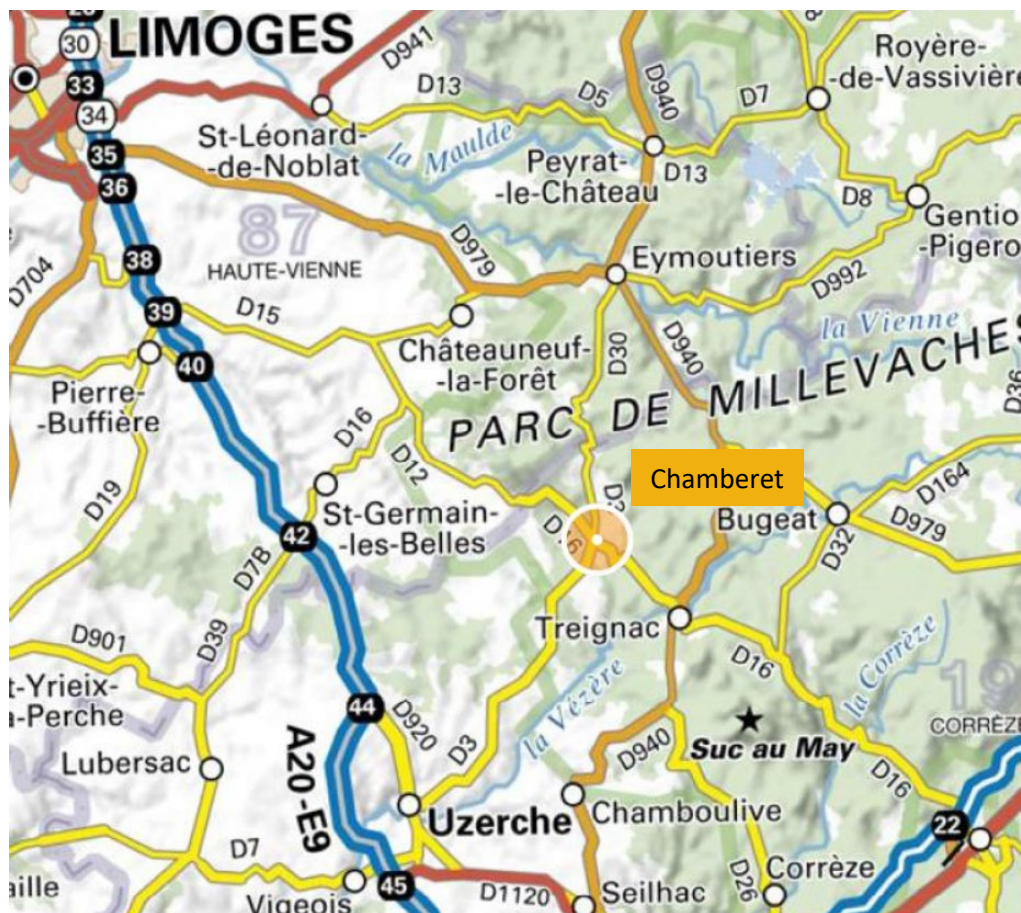 30
LIMOGES
D941
Royère-
-de-Vassivière
33
34
D13
D5
D940
D7
St-Léonard-
-de-Noblat
la Maulde
Peyrat-
-le-Château
D13
35
36
D8
Gentio
-Pigero
87
HAUTE-VIENNE
D979
38
D704
Eymoutiers
D992
39
D15
la Vienne
Châteauneuf-
-la-Forêt
D30
D940
40
Pierre-
-Buffière
PARC DE MILLEVACHES
D36
D16
D12
D19
Chamberet
D164
St-Germain-
-les-Belles
D3
Bugeat
D979
42
D16
D32
D7B
Treignac
D901
D39
D16
la Corrèze
19
t-Yrieix-
a-Perche
la Vézère
44
D920
D3
Suc au May
CORRÈZE
A20-E9
Lubersac
D940
D16
Uzerche
Chamboulive
22
D7
Corrèze
aille
Vigeois
45
D1120
Seilhac
D26